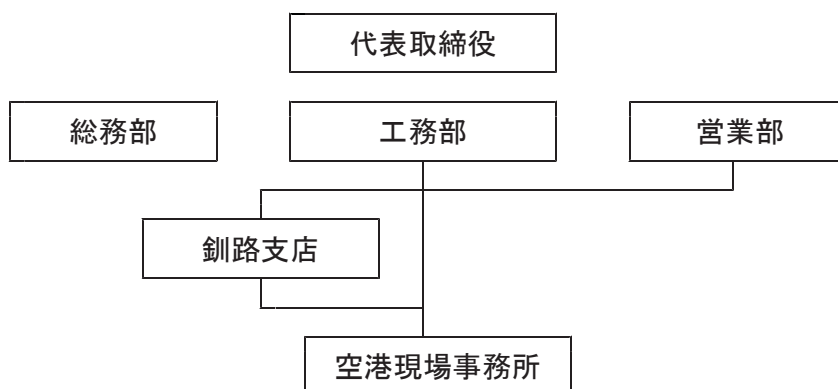 代表取締役
総務部
工務部
営業部
釧路支店
空港現場事務所